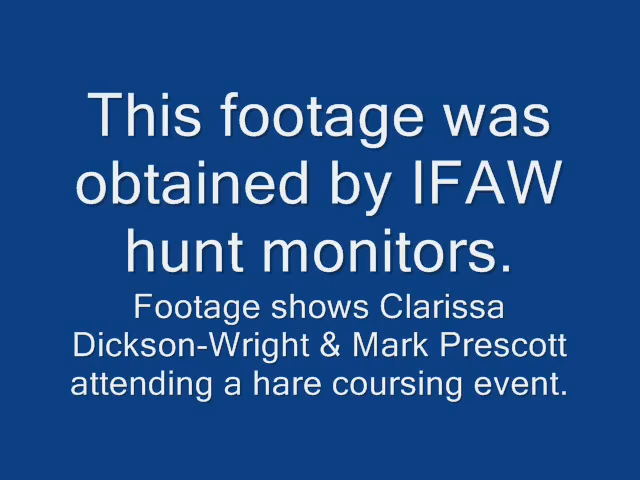 This footage was
obtained by IFAW
hunt monitors.
Footage shows Clarissa
Dickson-Wright & Mark Prescott
attending a hare coursing event.